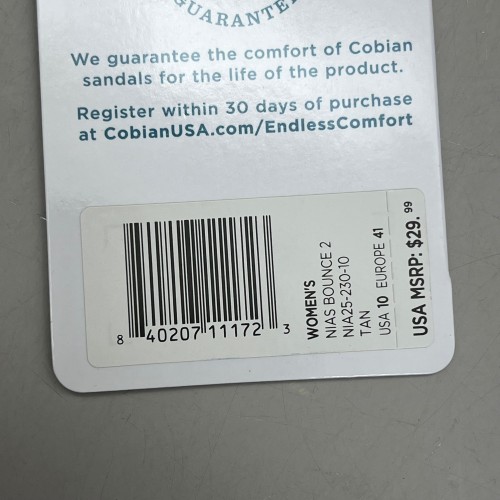 GUARANTEE
We guarantee the comfort of Cobian
sandals for the life of the product.
Register within 30 days of purchase
at CobianUSA.com/EndlessComfort
8 40207 11172 3
WOMEN'S
NIAS BOUNCE 2
NIA25-230-10
TAN
USA 10 EUROPE 41
USA MSRP: $29.99